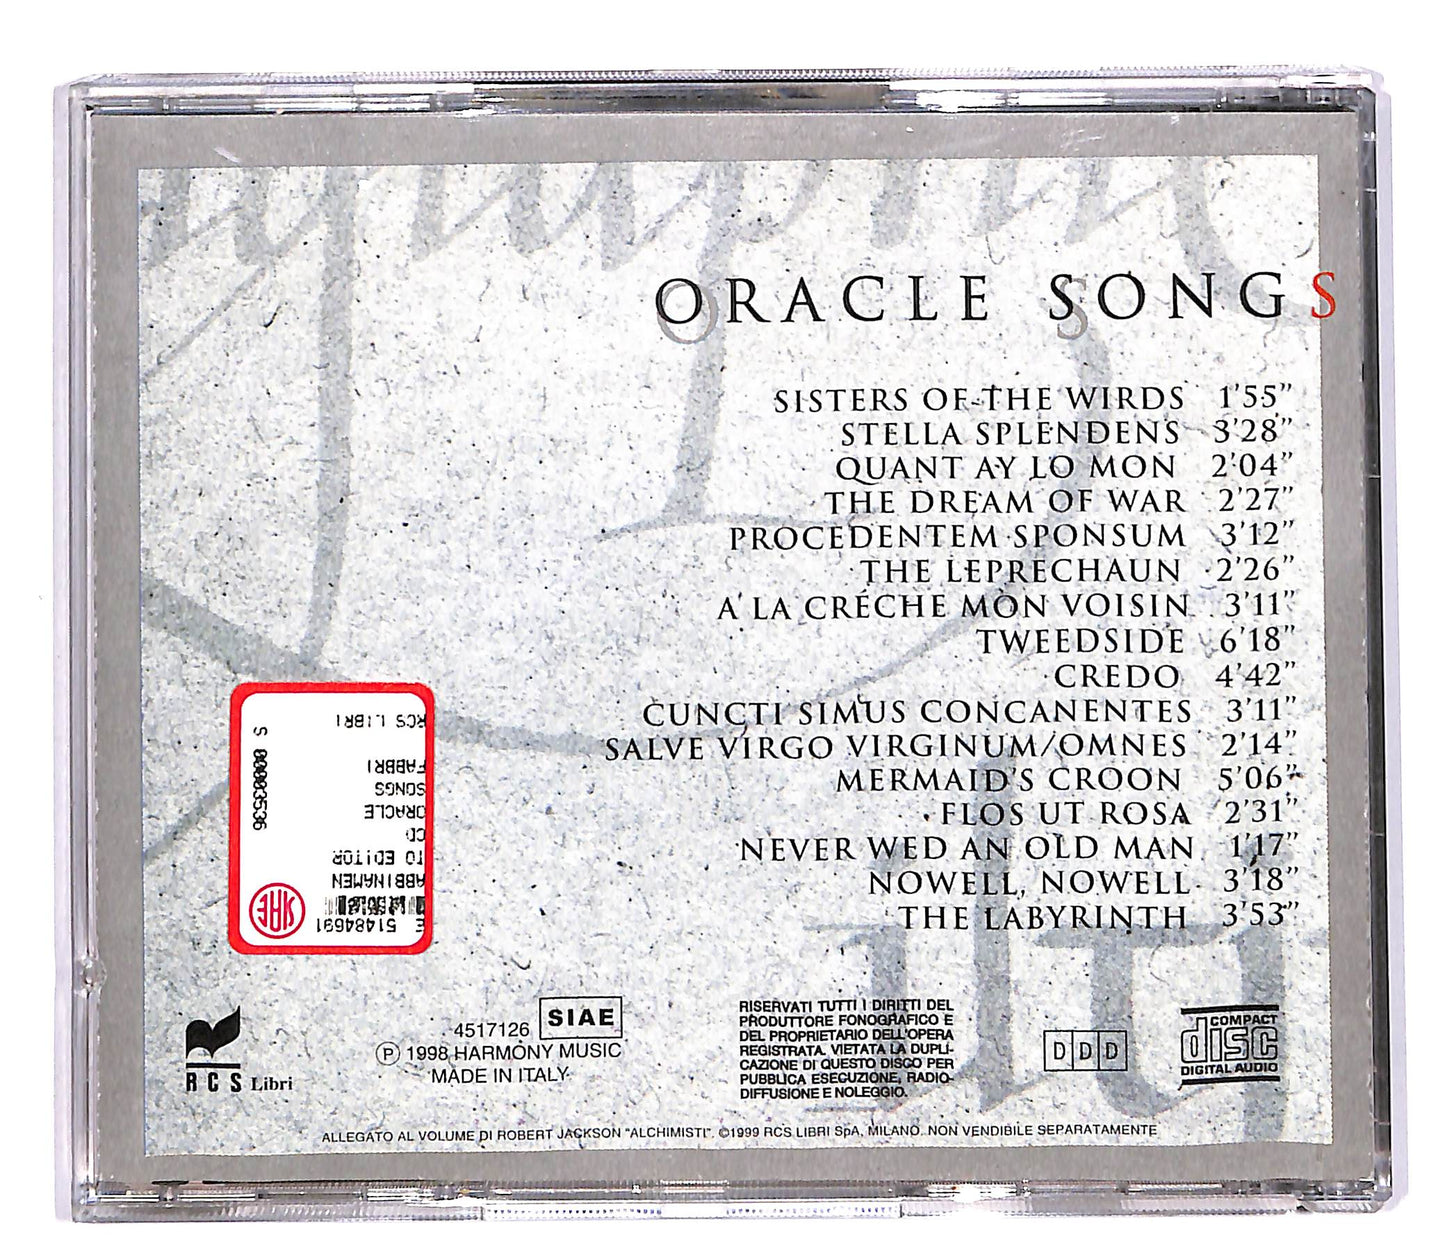 ORACLE SONGS
SISTERS OF THE WIRDS 1'55"
STELLA SPLENDENS 3'28"
QUANT AY LO MON 2'04"
THE DREAM OF WAR 2'27"
PROCEDENTEM SPONSUM 3'12"
THE LEPRECHAUN 2'26"
A LA CRÉCHE MON VOISIN 3'11"
TWEEDSIDE 6'18"
CREDO 4'42"
CUNCTI SIMUS CONCANENTES 3'11"
SALVE VIRGO VIRGINUM/OMNES 2'14"
MERMAID'S CROON 5'06"
FLOS UT ROSA 2'31"
NEVER WED AN OLD MAN 1'17"
NOWELL, NOWELL 3'18"
THE LABYRINTH 3'53"
E 51484691
ABBINAMEN
TO EDITOR
CD
ORACLE
SONGS
FABBRI
RCS LIBRI
S 000003536
SIAE
RCS Libri
4517126 SIAE
℗ 1998 HARMONY MUSIC
MADE IN ITALY
RISERVATI TUTTI I DIRITTI DEL
PRODUTTORE FONOGRAFICO E
DEL PROPRIETARIO DELL'OPERA
REGISTRATA. VIETATA LA DUPLI-
CAZIONE DI QUESTO DISCO PER
PUBBLICA ESECUZIONE, RADIO-
DIFFUSIONE E NOLEGGIO.
DDD
COMPACT
disc
DIGITAL AUDIO
ALLEGATO AL VOLUME DI ROBERT JACKSON "ALCHIMISTI". ©1999 RCS LIBRI SpA, MILANO. NON VENDIBILE SEPARATAMENTE